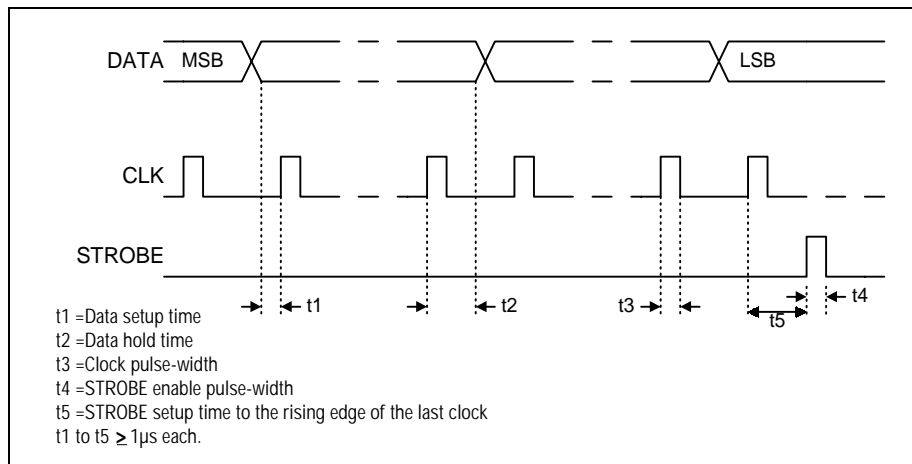 DATA MSB LSB
CLK
STROBE
t1 t2 t3 t4
t5
t1 =Data setup time
t2 =Data hold time
t3 =Clock pulse-width
t4 =STROBE enable pulse-width
t5 =STROBE setup time to the rising edge of the last clock
t1 to t5 ≥ 1μs each.